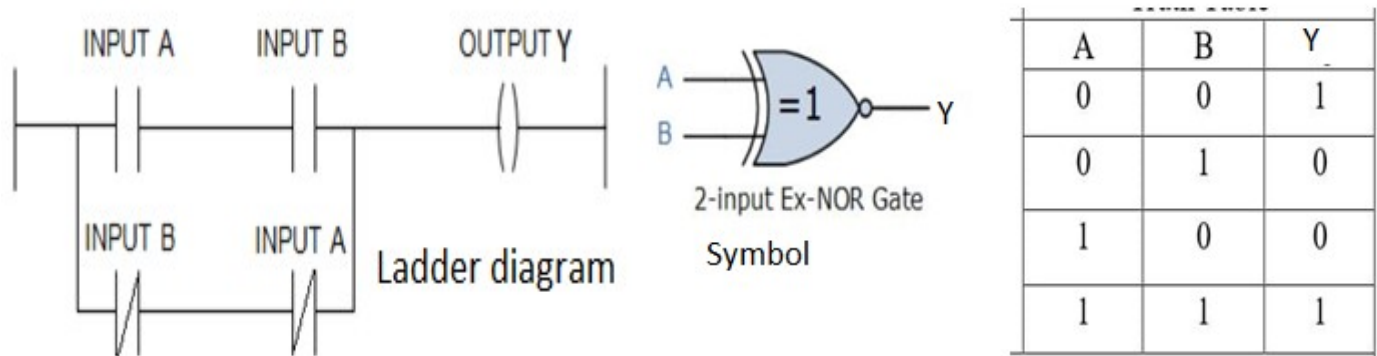 INPUT A INPUT B OUTPUT Y
INPUT B INPUT A
Ladder diagram
A
B
=1
Y
2-input Ex-NOR Gate
Symbol
A B Y
0 0 1
0 1 0
1 0 0
1 1 1